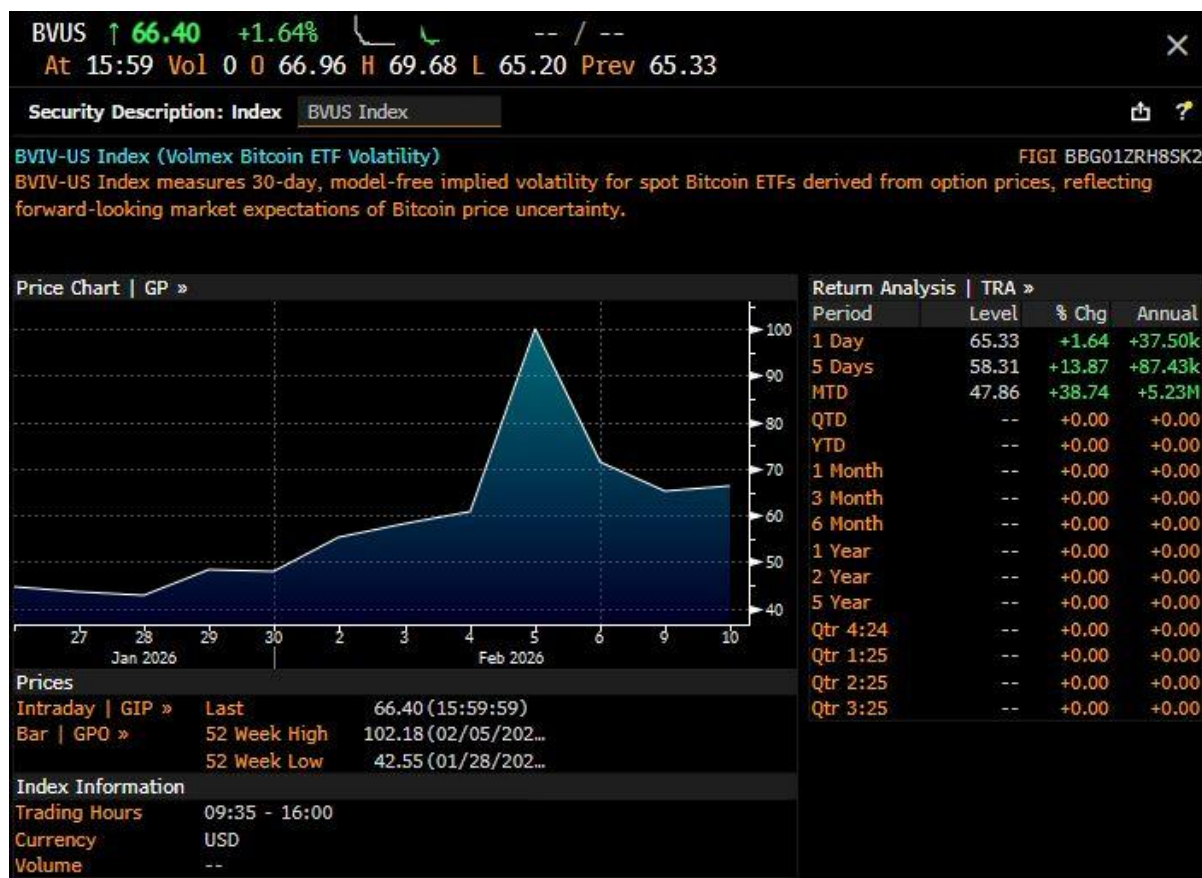 BVUS ↑ 66.40 +1.64% -- / --
At 15:59 Vol 0 O 66.96 H 69.68 L 65.20 Prev 65.33
Security Description: Index BVUS Index
BVIV-US Index (Volmex Bitcoin ETF Volatility) FIGI BBG01ZRH8SK2
BVIV-US Index measures 30-day, model-free implied volatility for spot Bitcoin ETFs derived from option prices, reflecting
forward-looking market expectations of Bitcoin price uncertainty.
Price Chart | GP »
100
90
80
70
60
50
40
27 28 29 30 2 3 4 5 6 9 10
Jan 2026 Feb 2026
Return Analysis | TRA »
Period Level % Chg Annual
1 Day 65.33 +1.64 +37.50k
5 Days 58.31 +13.87 +87.43k
MTD 47.86 +38.74 +5.23M
QTD -- +0.00 +0.00
YTD -- +0.00 +0.00
1 Month -- +0.00 +0.00
3 Month -- +0.00 +0.00
6 Month -- +0.00 +0.00
1 Year -- +0.00 +0.00
2 Year -- +0.00 +0.00
5 Year -- +0.00 +0.00
Qtr 4:24 -- +0.00 +0.00
Qtr 1:25 -- +0.00 +0.00
Qtr 2:25 -- +0.00 +0.00
Qtr 3:25 -- +0.00 +0.00
Prices
Intraday | GIP » Last 66.40(15:59:59)
Bar | GPO » 52 Week High 102.18(02/05/202…
52 Week Low 42.55(01/28/202…
Index Information
Trading Hours 09:35 - 16:00
Currency USD
Volume --